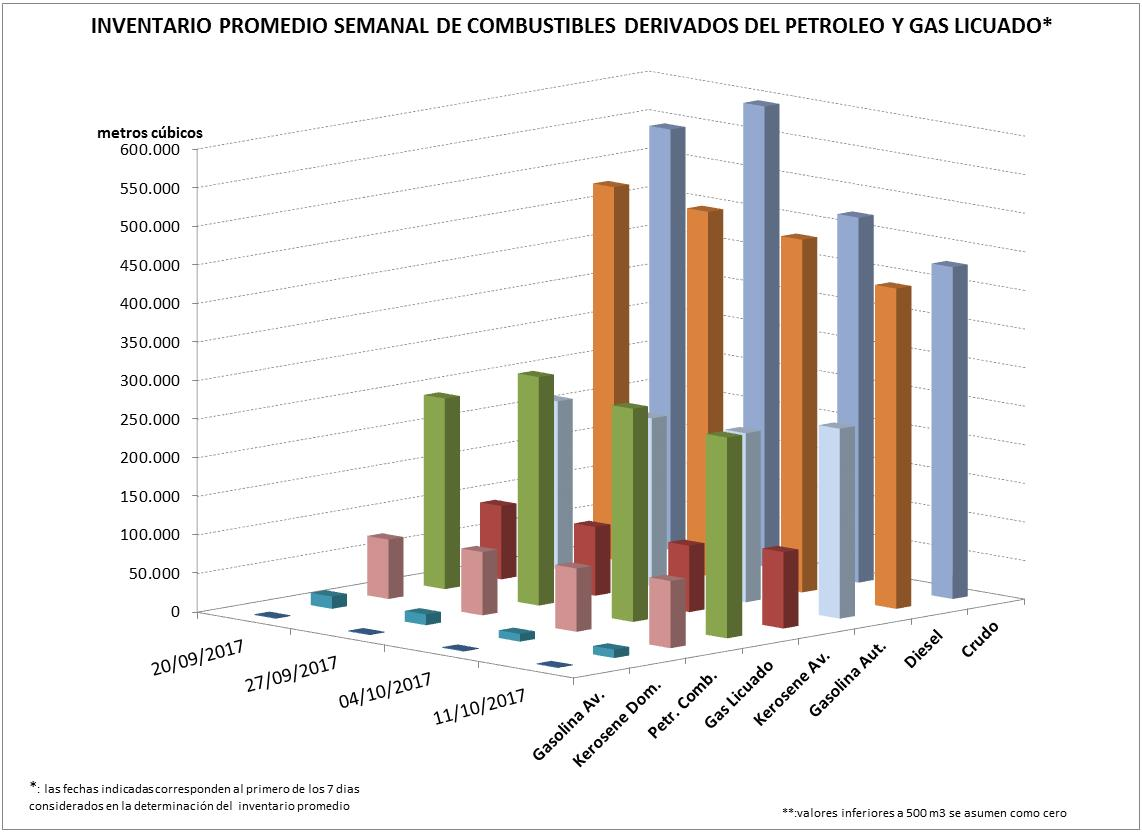 INVENTARIO PROMEDIO SEMANAL DE COMBUSTIBLES DERIVADOS DEL PETROLEO Y GAS LICUADO*
metros cúbicos
600.000
550.000
500.000
450.000
400.000
350.000
300.000
250.000
200.000
150.000
100.000
50.000
0
20/09/2017
27/09/2017
04/10/2017
11/10/2017
Gasolina Av.
Kerosene Dom.
Petr. Comb.
Gas Licuado
Kerosene Av.
Gasolina Aut.
Diesel
Crudo
*: las fechas indicadas corresponden al primero de los 7 dias
considerados en la determinación del inventario promedio
**:valores inferiores a 500 m3 se asumen como cero